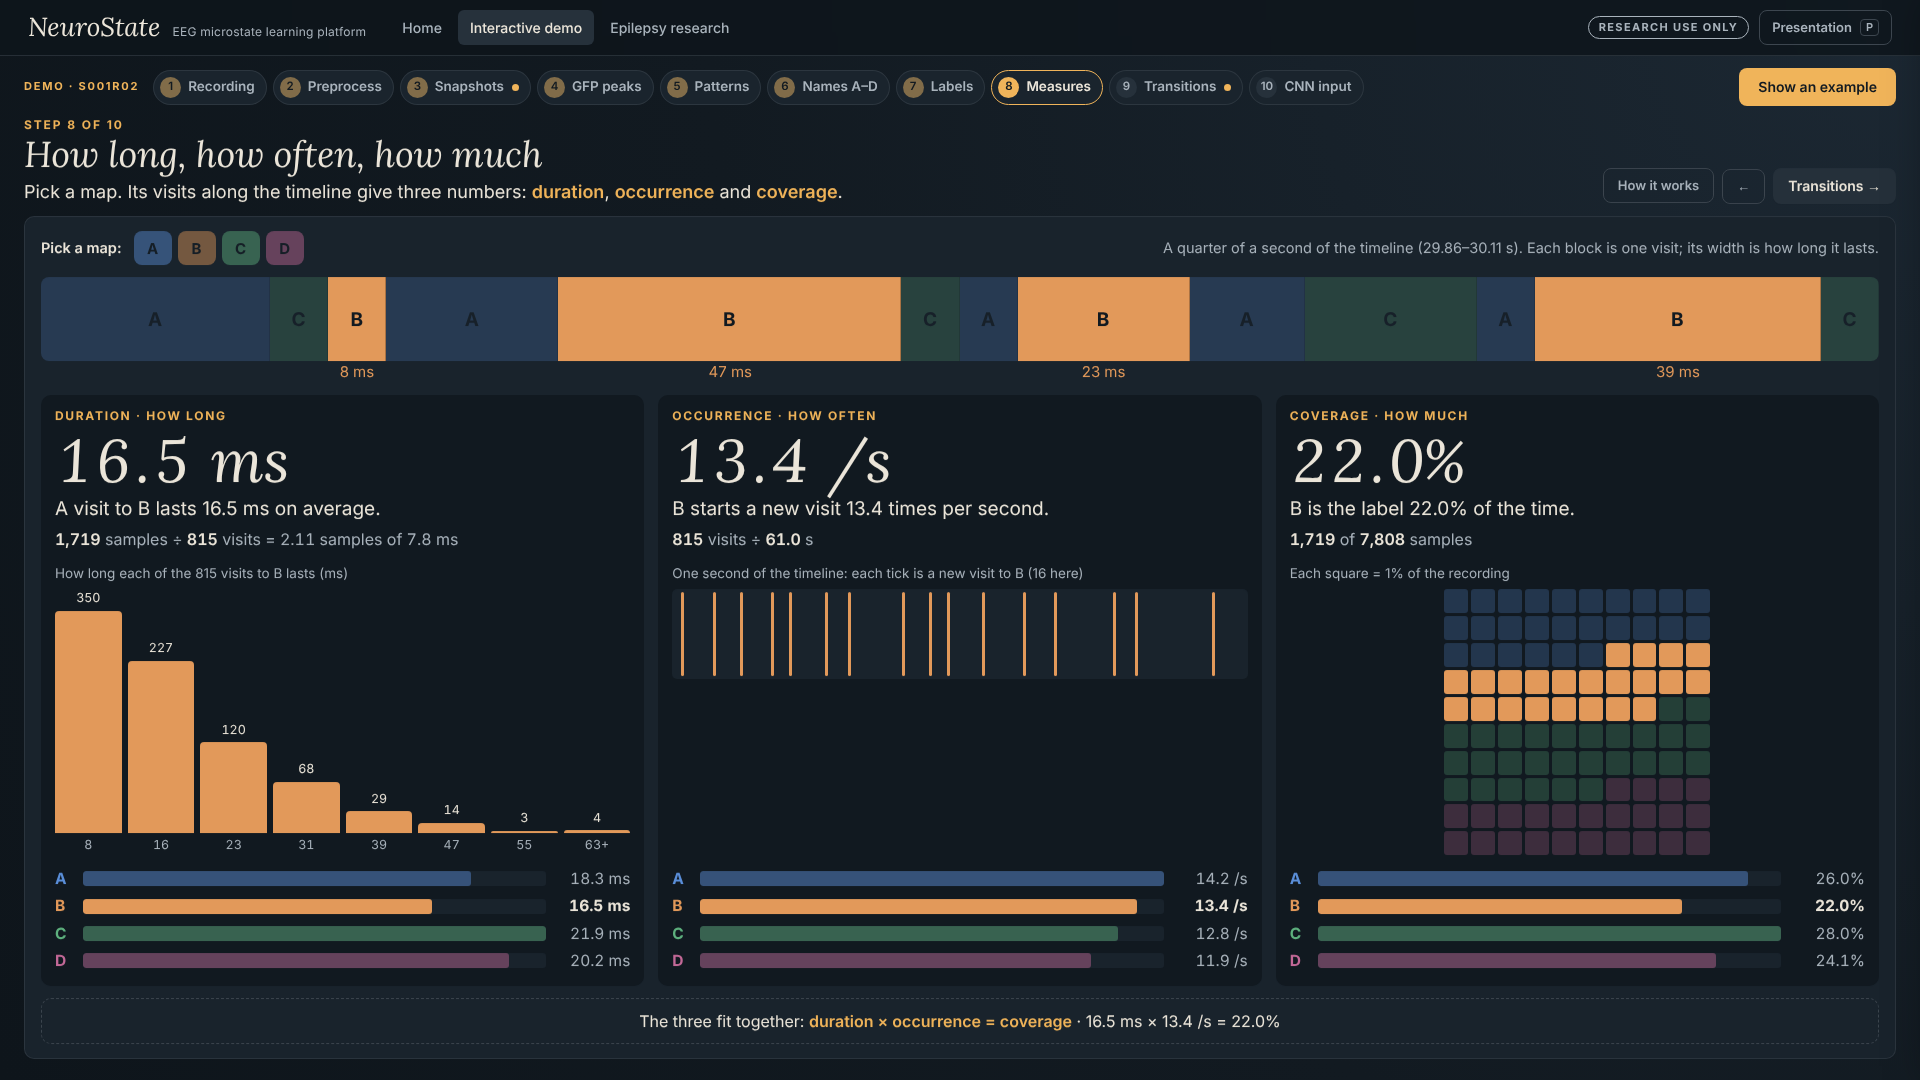 NeuroState EEG microstate learning platform Home Interactive demo Epilepsy research RESEARCH USE ONLY Presentation P
DEMO · S001R02 1 Recording 2 Preprocess 3 Snapshots 4 GFP peaks 5 Patterns 6 Names A–D 7 Labels 8 Measures 9 Transitions 10 CNN input Show an example
STEP 8 OF 10
How long, how often, how much
Pick a map. Its visits along the timeline give three numbers: duration, occurrence and coverage.
How it works ← Transitions →
Pick a map: A B C D
A quarter of a second of the timeline (29.86–30.11 s). Each block is one visit; its width is how long it lasts.
A C B A B C A B A C A B C
8 ms 47 ms 23 ms 39 ms
DURATION · HOW LONG
16.5 ms
A visit to B lasts 16.5 ms on average.
1,719 samples ÷ 815 visits = 2.11 samples of 7.8 ms
How long each of the 815 visits to B lasts (ms)
350
227
120
68
29
14
3
4
8 16 23 31 39 47 55 63+
A 18.3 ms
B 16.5 ms
C 21.9 ms
D 20.2 ms
OCCURRENCE · HOW OFTEN
13.4 /s
B starts a new visit 13.4 times per second.
815 visits ÷ 61.0 s
One second of the timeline: each tick is a new visit to B (16 here)
A 14.2 /s
B 13.4 /s
C 12.8 /s
D 11.9 /s
COVERAGE · HOW MUCH
22.0%
B is the label 22.0% of the time.
1,719 of 7,808 samples
Each square = 1% of the recording
A 26.0%
B 22.0%
C 28.0%
D 24.1%
The three fit together: duration × occurrence = coverage · 16.5 ms × 13.4 /s = 22.0%